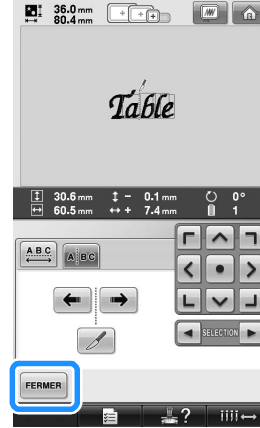 36.0 mm
80.4 mm
Table
30.6 mm - 0.1 mm 0°
60.5 mm + 7.4 mm 1
ABC A BC
SELECTION
FERMER
?